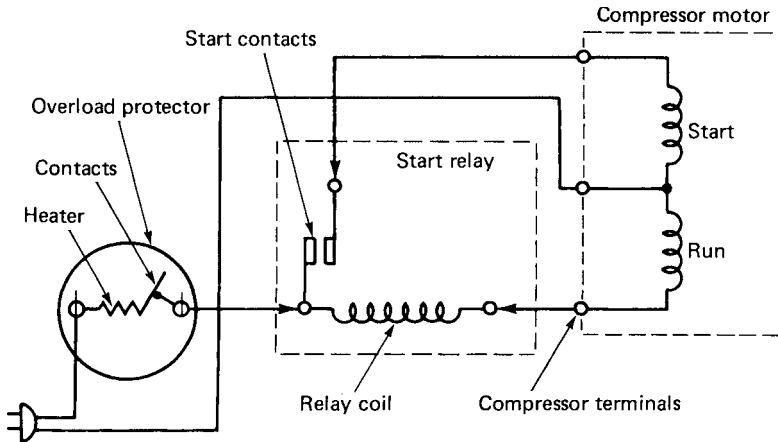 Compressor motor
Start contacts
Overload protector
Start
Start relay
Contacts
Heater
Run
Relay coil
Compressor terminals